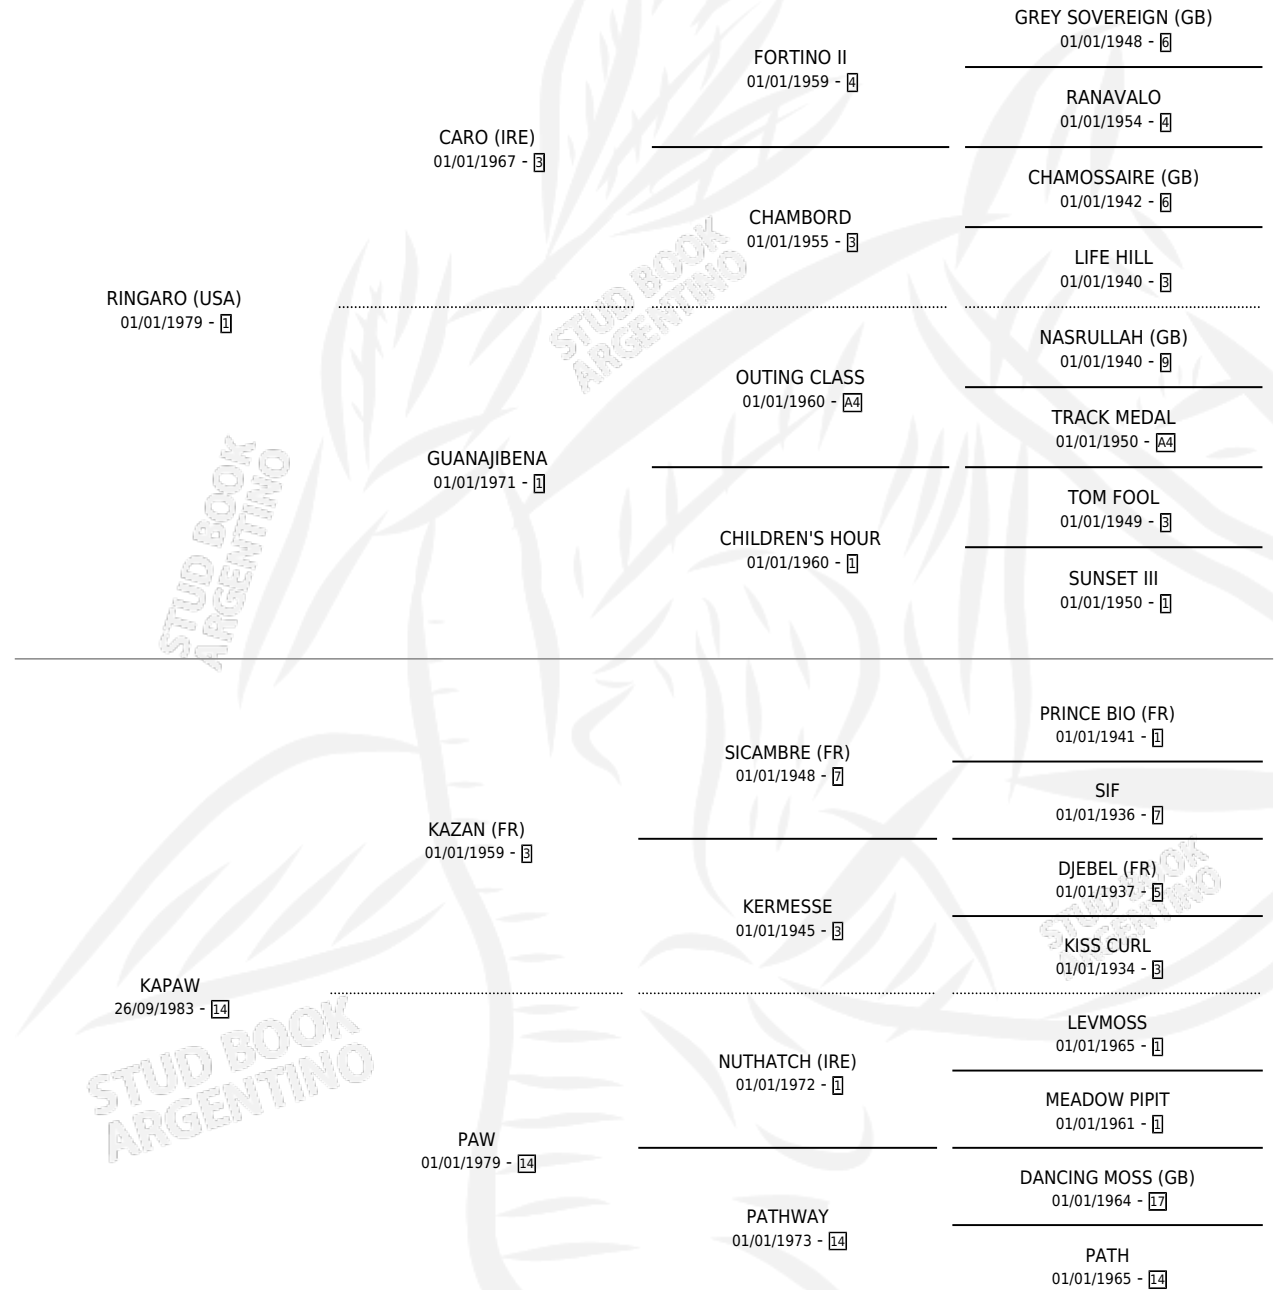 GREY SOVEREIGN (GB)
01/01/1948 - 6
FORTINO II
01/01/1959 - 4
RANAVALO
01/01/1954 - 4
CARO (IRE)
01/01/1967 - 3
CHAMOSSAIRE (GB)
01/01/1942 - 6
CHAMBORD
01/01/1955 - 3
LIFE HILL
01/01/1940 - 3
RINGARO (USA)
01/01/1979 - 1
STUD BOOK
ARGENTINO
NASRULLAH (GB)
01/01/1940 - 9
OUTING CLASS
01/01/1960 - A4
TRACK MEDAL
01/01/1950 - A4
GUANAJIBENA
01/01/1971 - 1
TOM FOOL
01/01/1949 - 3
CHILDREN'S HOUR
01/01/1960 - 1
SUNSET III
01/01/1950 - 1
STUD BOOK
ARGENTINO
PRINCE BIO (FR)
01/01/1941 - 1
SICAMBRE (FR)
01/01/1948 - 7
SIF
01/01/1936 - 7
KAZAN (FR)
01/01/1959 - 3
DJEBEL (FR)
01/01/1937 - 5
STUD BOOK
ARGENTINO
KERMESSE
01/01/1945 - 3
KISS CURL
01/01/1934 - 3
KAPAW
26/09/1983 - 14
STUD BOOK
ARGENTINO
LEVMOSS
01/01/1965 - 1
NUTHATCH (IRE)
01/01/1972 - 1
MEADOW PIPIT
01/01/1961 - 1
PAW
01/01/1979 - 14
DANCING MOSS (GB)
01/01/1964 - 17
PATHWAY
01/01/1973 - 14
PATH
01/01/1965 - 14